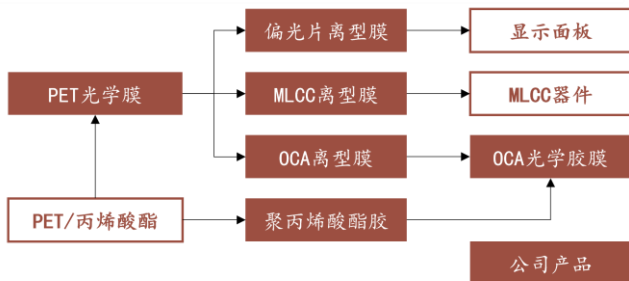 偏光片离型膜
显示面板
PET光学膜
MLCC离型膜
MLCC器件
OCA离型膜
OCA光学胶膜
PET/丙烯酸酯
聚丙烯酸酯胶
公司产品